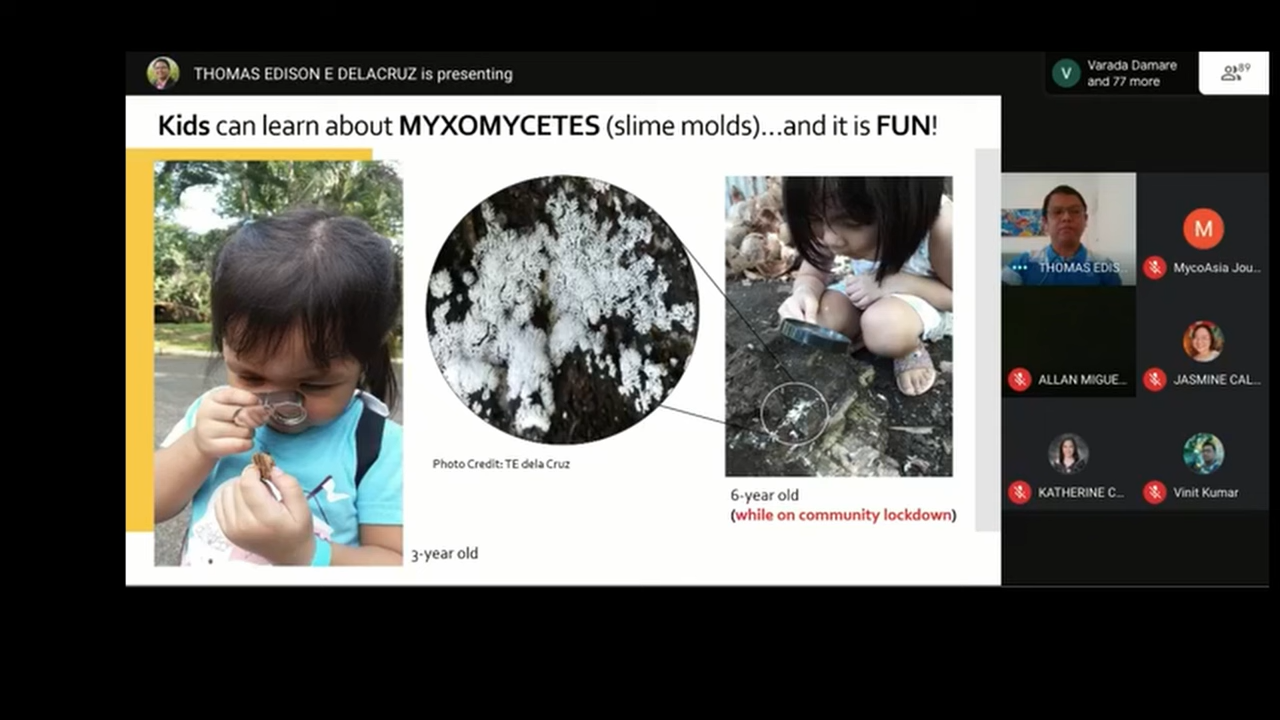 THOMAS EDISON E DELACRUZ is presenting
V
Varada Damare
and 77 more
89
Kids can learn about MYXOMYCETES (slime molds)...and it is FUN!
Photo Credit: TE dela Cruz
3-year old
6-year old
(while on community lockdown)
THOMAS EDIS...
M
MycoAsia Jou...
ALLAN MIGUE...
JASMINE CAL...
KATHERINE C...
Vinit Kumar